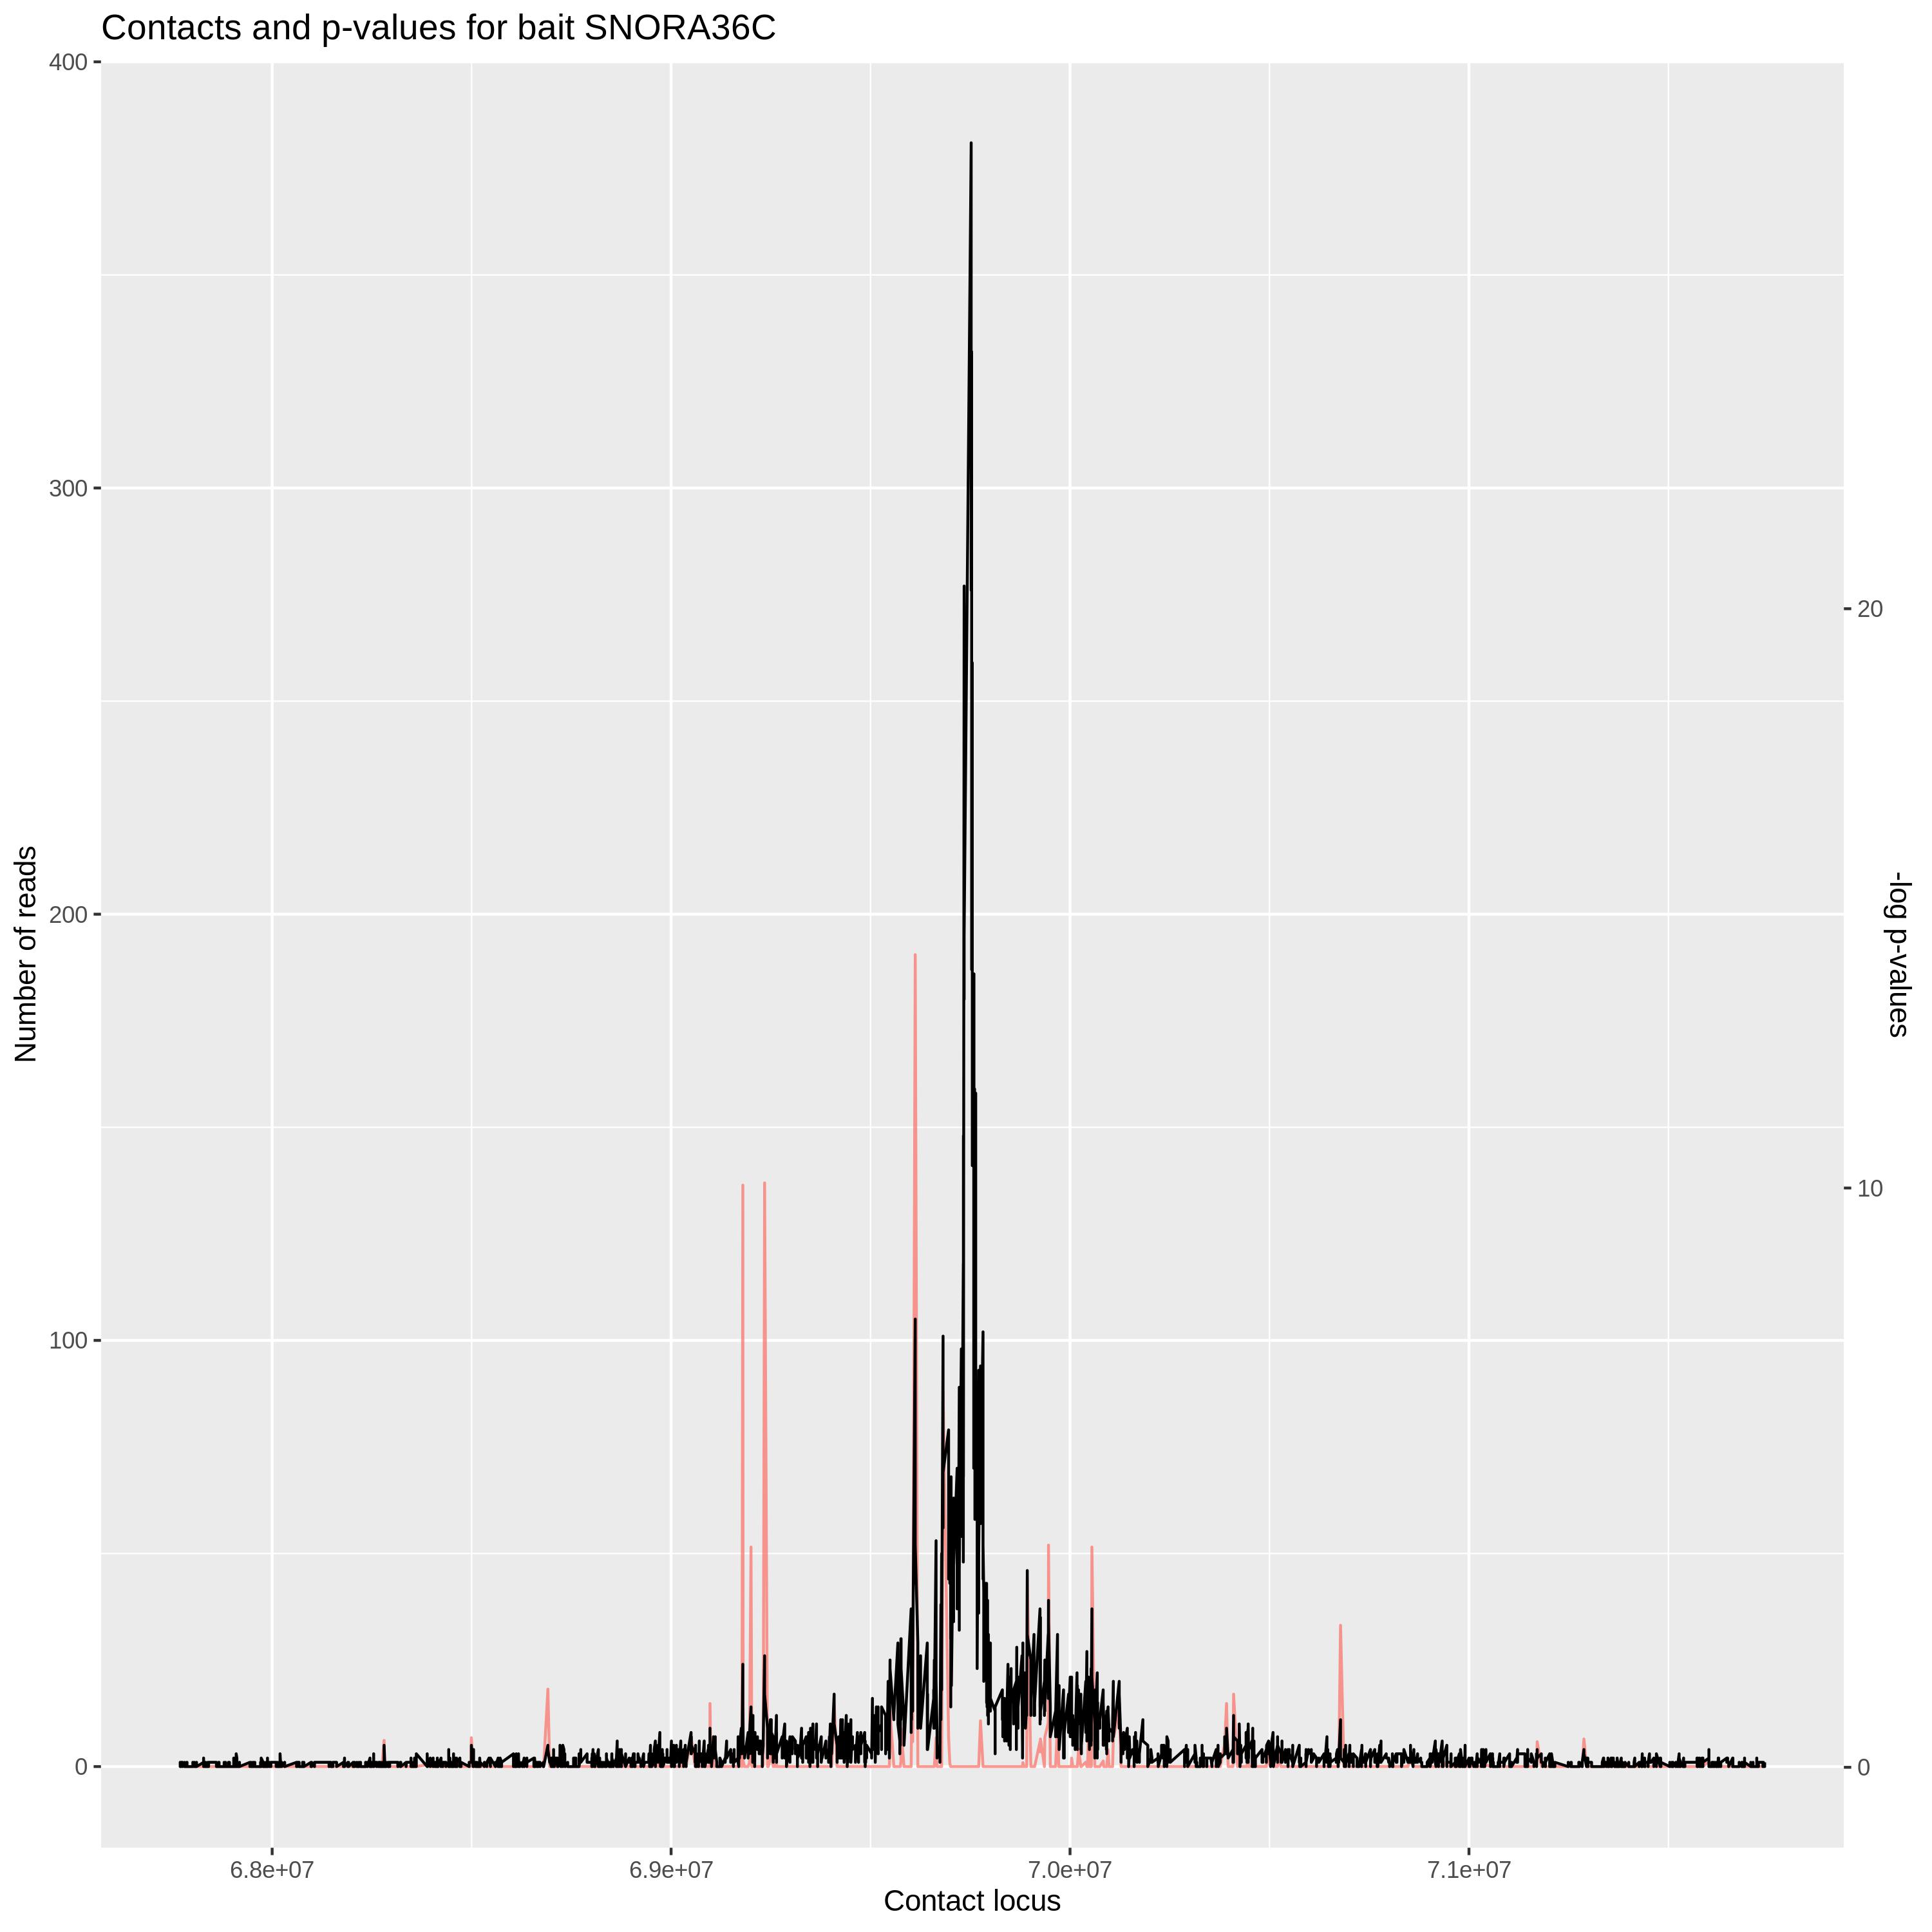 Contacts and p-values for bait SNORA36C
400
300
200
100
0
Number of reads
20
10
0
-log p-values
6.8e+07
6.9e+07
7.0e+07
7.1e+07
Contact locus